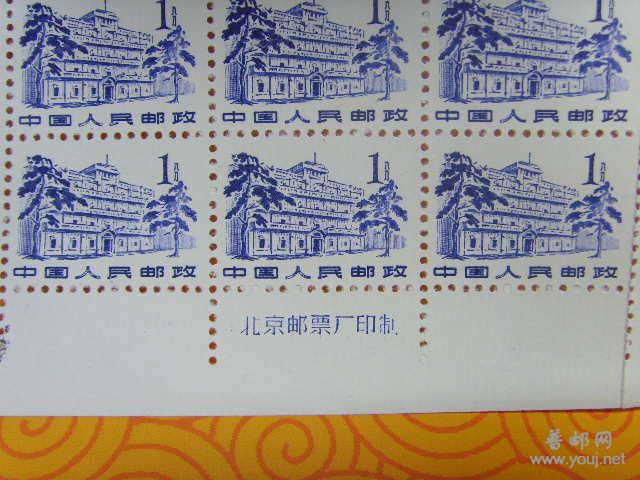 1分 1分 1分
中国人民邮政 中国人民邮政 中国人民邮政
1分 1分 1分
中国人民邮政 中国人民邮政 中国人民邮政
北京邮票厂印制
普邮网
www.youj.net